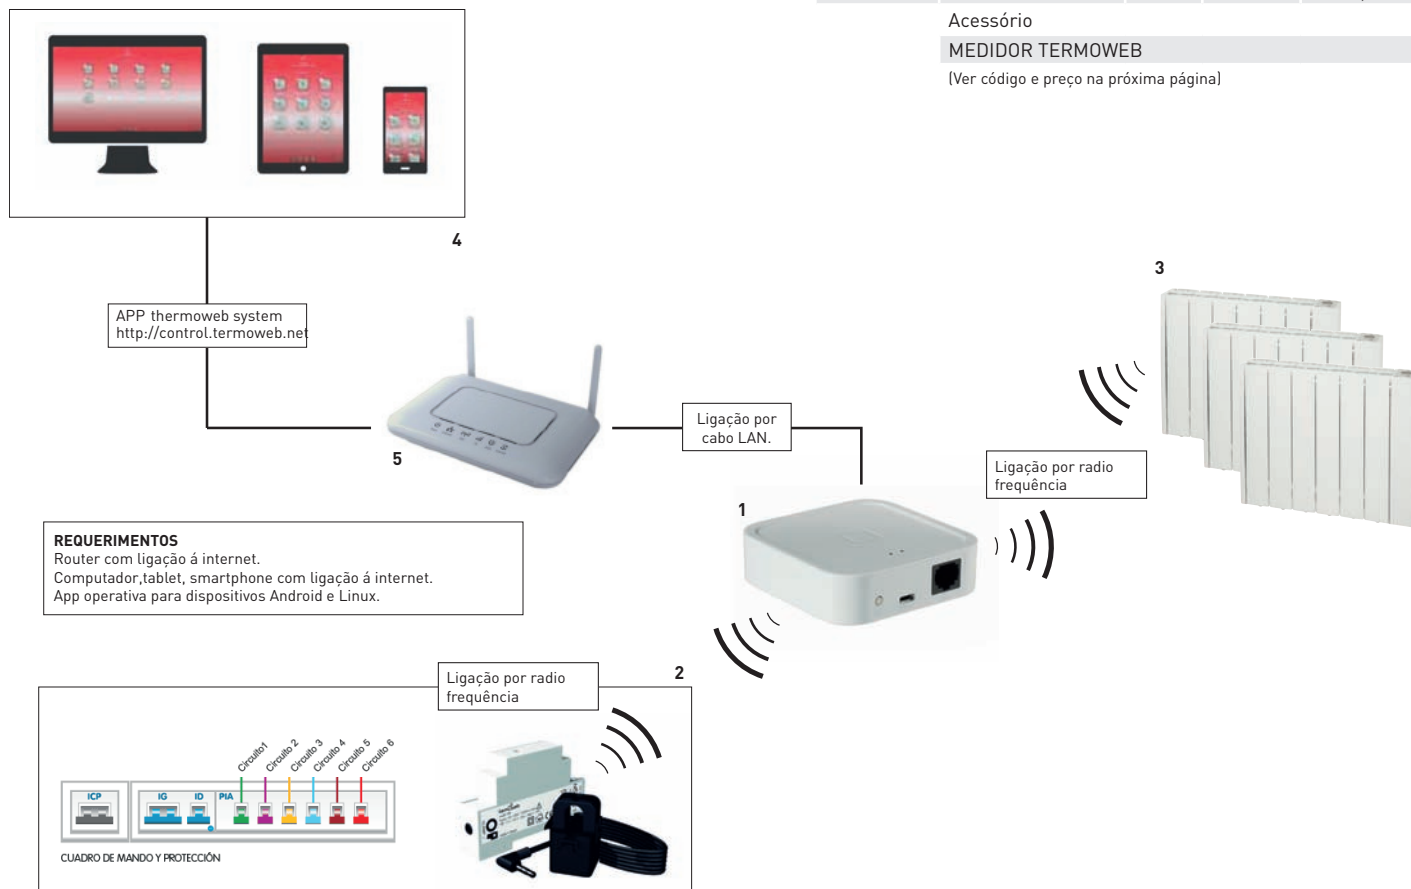 Acessório
MEDIDOR TERMOWEB
(Ver código e preço na próxima página)
4
APP thermoweb system
http://control.termoweb.net
3
5
Ligação por
cabo LAN.
Ligação por radio
frequência
1
REQUERIMENTOS
Router com ligação á internet.
Computador,tablet, smartphone com ligação á internet.
App operativa para dispositivos Android e Linux.
2
Ligação por radio
frequência
Circuito1
Circuito 2
Circuito 3
Circuito 4
Circuito 5
Circuito 6
ICP
IG
ID
PIA
CUADRO DE MANDO Y PROTECCIÓN